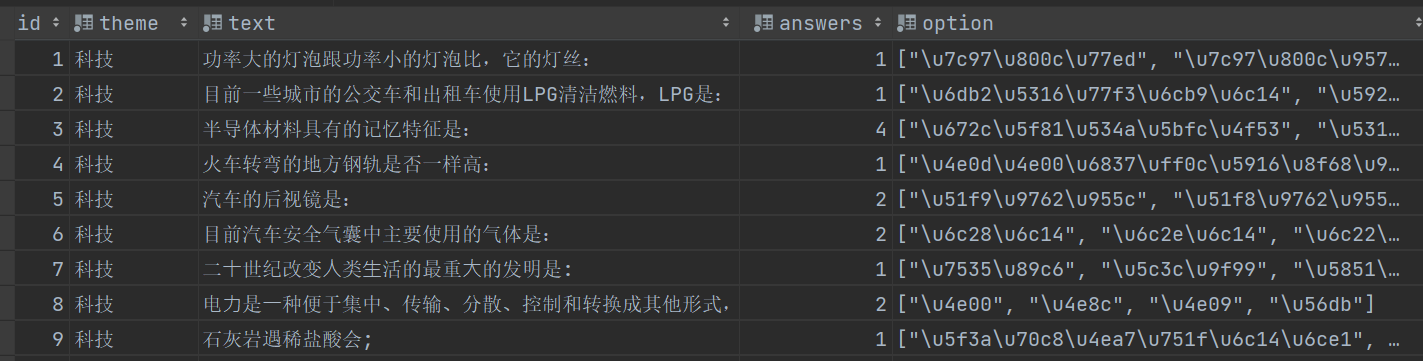 id theme text answers option
1 科技 功率大的灯泡跟功率小的灯泡比，它的灯丝： 1 ["\u7c97\u800c\u77ed", "\u7c97\u800c\u957…
2 科技 目前一些城市的公交车和出租车使用LPG清洁燃料，LPG是： 1 ["\u6db2\u5316\u77f3\u6cb9\u6c14", "\u592…
3 科技 半导体材料具有的记忆特征是： 4 ["\u672c\u5f81\u534a\u5bfc\u4f53", "\u531…
4 科技 火车转弯的地方钢轨是否一样高： 1 ["\u4e0d\u4e00\u6837\uff0c\u5916\u8f68\u9…
5 科技 汽车的后视镜是： 2 ["\u51f9\u9762\u955c", "\u51f8\u9762\u955…
6 科技 目前汽车安全气囊中主要使用的气体是： 2 ["\u6c28\u6c14", "\u6c2e\u6c14", "\u6c22\…
7 科技 二十世纪改变人类生活的最重大的发明是： 1 ["\u7535\u89c6", "\u5c3c\u9f99", "\u5851\…
8 科技 电力是一种便于集中、传输、分散、控制和转换成其他形式， 2 ["\u4e00", "\u4e8c", "\u4e09", "\u56db"]
9 科技 石灰岩遇稀盐酸会； 1 ["\u5f3a\u70c8\u4ea7\u751f\u6c14\u6ce1", …